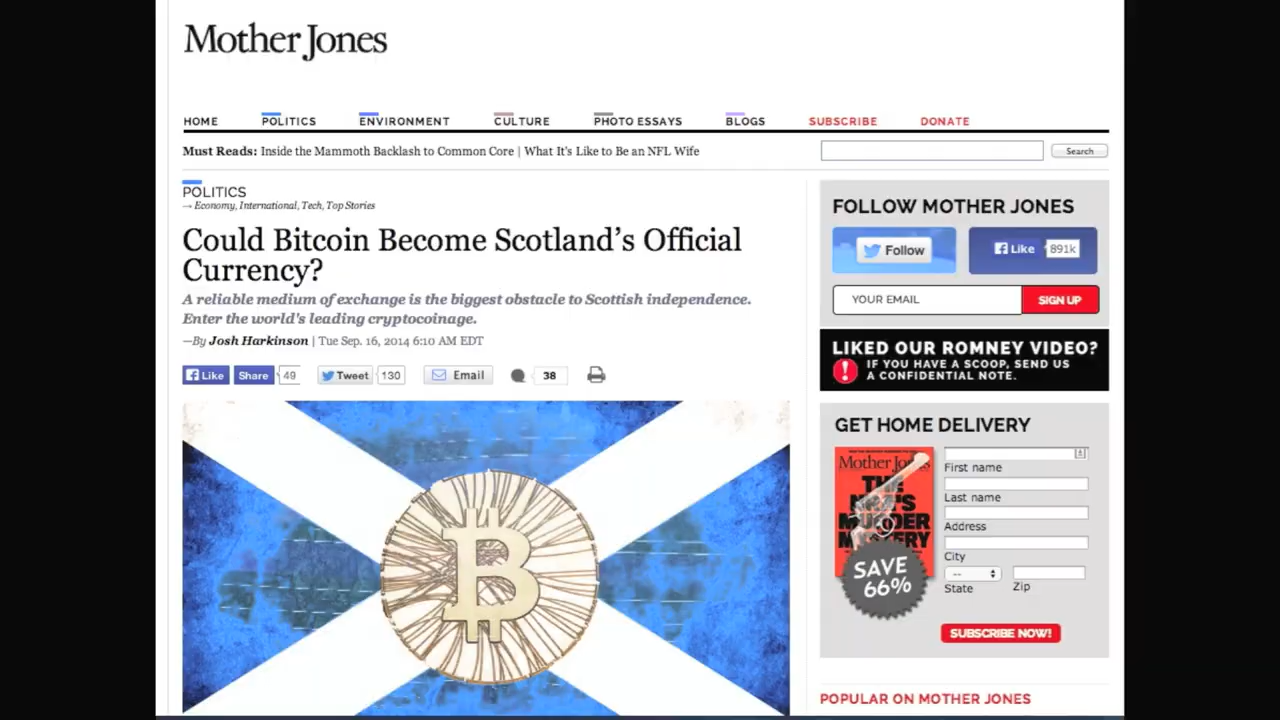 Mother Jones
HOME POLITICS ENVIRONMENT CULTURE PHOTO ESSAYS BLOGS SUBSCRIBE DONATE
Must Reads: Inside the Mammoth Backlash to Common Core | What It's Like to Be an NFL Wife
Search
POLITICS
→ Economy, International, Tech, Top Stories
Could Bitcoin Become Scotland's Official
Currency?
A reliable medium of exchange is the biggest obstacle to Scottish independence.
Enter the world's leading cryptocoinage.
—By Josh Harkinson | Tue Sep. 16, 2014 6:10 AM EDT
Like Share 49 Tweet 130 Email 38
B
FOLLOW MOTHER JONES
Follow Like 891k
YOUR EMAIL SIGN UP
LIKED OUR ROMNEY VIDEO?
IF YOU HAVE A SCOOP, SEND US
A CONFIDENTIAL NOTE.
GET HOME DELIVERY
Mother Jones
THE
NRA'S
MURDER
MYSTERY
SAVE
66%
First name
Last name
Address
City
--
State Zip
SUBSCRIBE NOW!
POPULAR ON MOTHER JONES